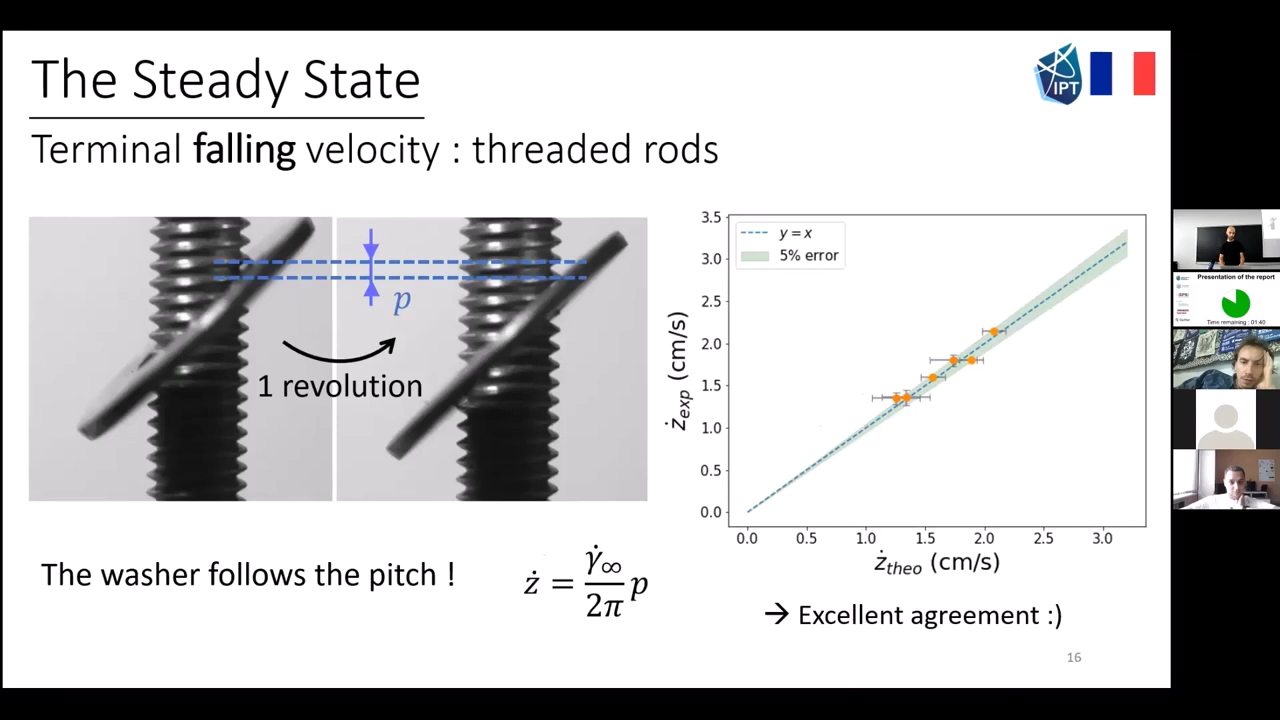 The Steady State
IPT
Terminal falling velocity : threaded rods
p
1 revolution
The washer follows the pitch !
ż = γ̇∞/2π p
y = x
5% error
3.5
3.0
2.5
2.0
1.5
1.0
0.5
0.0
ż_exp (cm/s)
0.0 0.5 1.0 1.5 2.0 2.5 3.0
ż_theo (cm/s)
→ Excellent agreement :)
16
Presentation of the report
Time remaining : 01:40